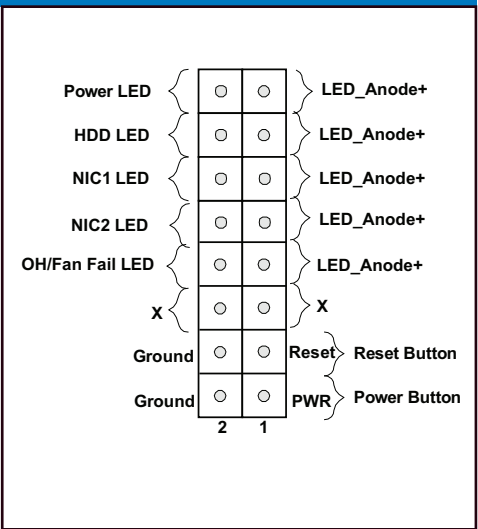 Power LED LED_Anode+
HDD LED LED_Anode+
NIC1 LED LED_Anode+
NIC2 LED LED_Anode+
OH/Fan Fail LED LED_Anode+
X X
Ground Reset Reset Button
Ground PWR Power Button
2 1